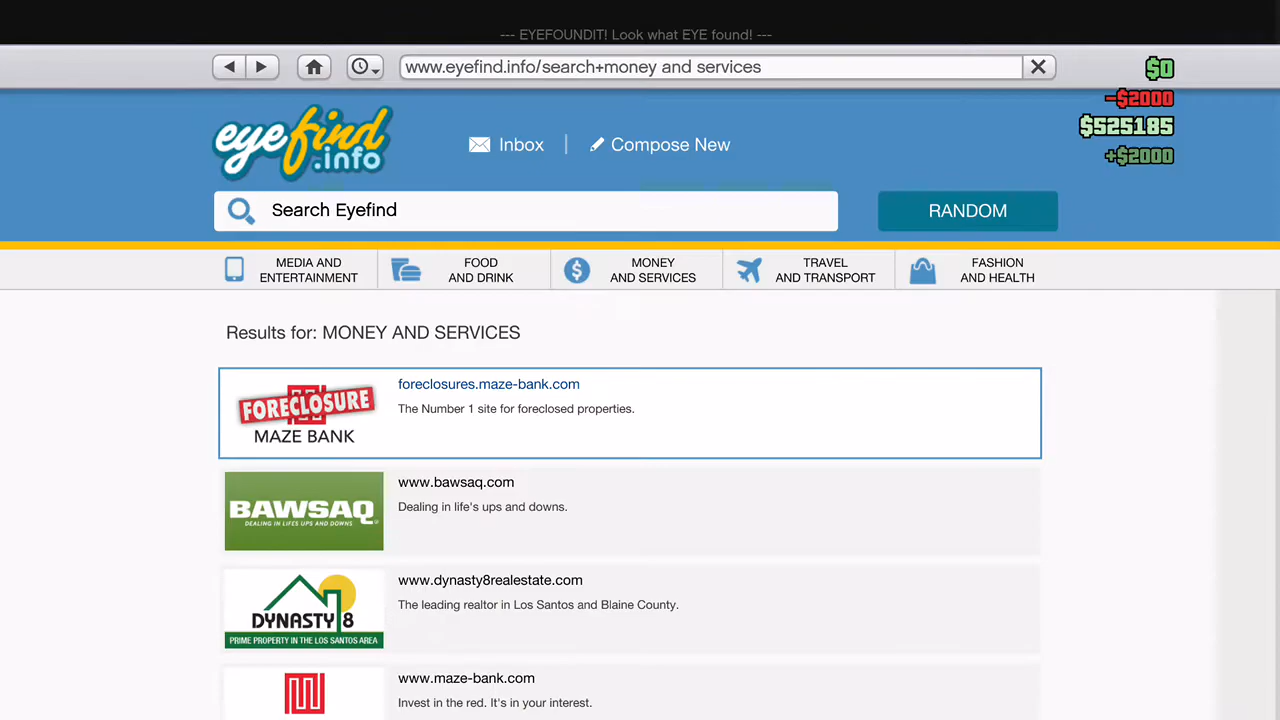 --- EYEFOUNDIT! Look what EYE found! ---
www.eyefind.info/search+money and services
$0
-$2000
$525185
+$2000
eyefind
.info
Inbox
Compose New
Search Eyefind
RANDOM
MEDIA AND
ENTERTAINMENT
FOOD
AND DRINK
MONEY
AND SERVICES
TRAVEL
AND TRANSPORT
FASHION
AND HEALTH
Results for: MONEY AND SERVICES
FORECLOSURE
MAZE BANK
foreclosures.maze-bank.com
The Number 1 site for foreclosed properties.
BAWSAQ
DEALING IN LIFES UPS AND DOWNS
www.bawsaq.com
Dealing in life's ups and downs.
DYNASTY 8
PRIME PROPERTY IN THE LOS SANTOS AREA
www.dynasty8realestate.com
The leading realtor in Los Santos and Blaine County.
www.maze-bank.com
Invest in the red. It's in your interest.